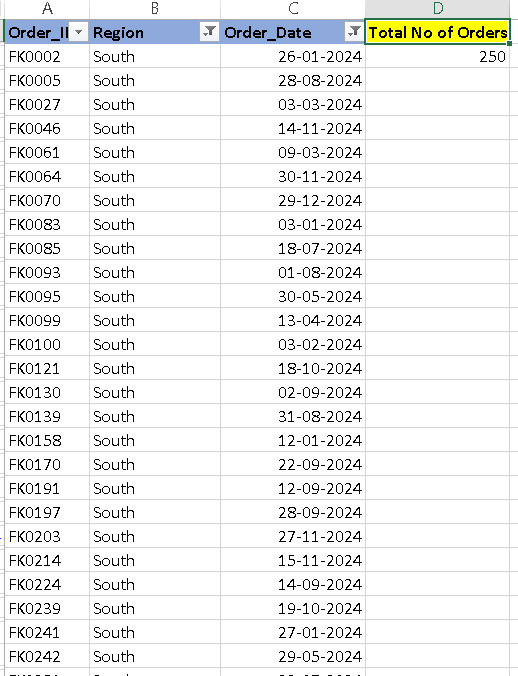 A B C D
Order_II Region Order_Date Total No of Orders
FK0002 South 26-01-2024 250
FK0005 South 28-08-2024
FK0027 South 03-03-2024
FK0046 South 14-11-2024
FK0061 South 09-03-2024
FK0064 South 30-11-2024
FK0070 South 29-12-2024
FK0083 South 03-01-2024
FK0085 South 18-07-2024
FK0093 South 01-08-2024
FK0095 South 30-05-2024
FK0099 South 13-04-2024
FK0100 South 03-02-2024
FK0121 South 18-10-2024
FK0130 South 02-09-2024
FK0139 South 31-08-2024
FK0158 South 12-01-2024
FK0170 South 22-09-2024
FK0191 South 12-09-2024
FK0197 South 28-09-2024
FK0203 South 27-11-2024
FK0214 South 15-11-2024
FK0224 South 14-09-2024
FK0239 South 19-10-2024
FK0241 South 27-01-2024
FK0242 South 29-05-2024